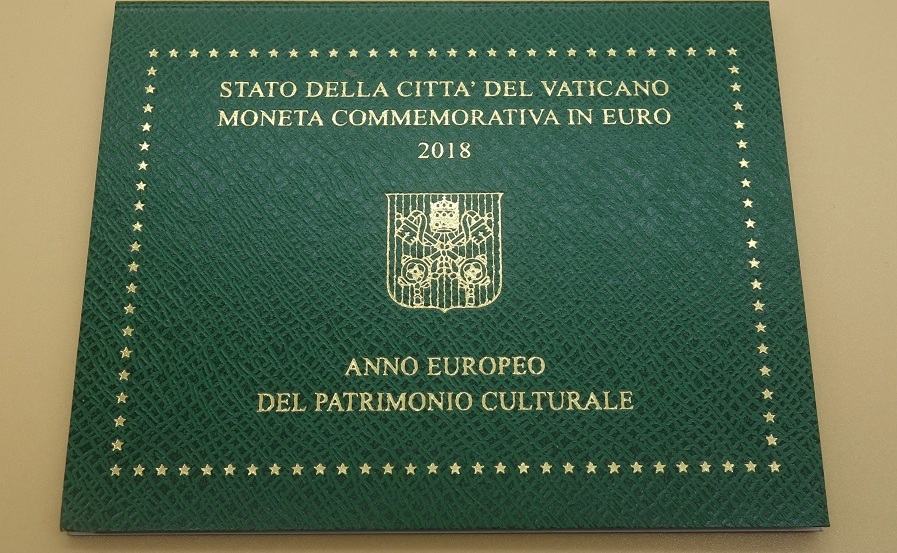 STATO DELLA CITTA' DEL VATICANO
MONETA COMMEMORATIVA IN EURO
2018
ANNO EUROPEO
DEL PATRIMONIO CULTURALE